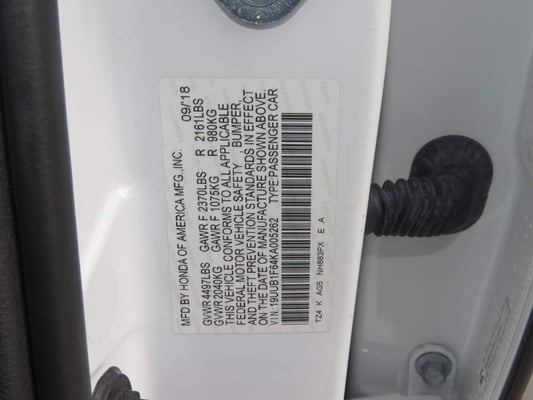 MFD BY HONDA OF AMERICA MFG.,INC. 09/18
GVWR 4497LBS GAWR F 2370LBS R 2161LBS
GVWR 2040KG GAWR F 1075KG R 980KG
THIS VEHICLE CONFORMS TO ALL APPLICABLE
FEDERAL MOTOR VEHICLE SAFETY BUMPER,
AND THEFT PREVENTION STANDARDS IN EFFECT
ON THE DATE OF MANUFACTURE SHOWN ABOVE.
V.I.N: 19UUB1F64KA005262 TYPE:PASSENGER CAR
TZ4 K AG5 NH883PX E A